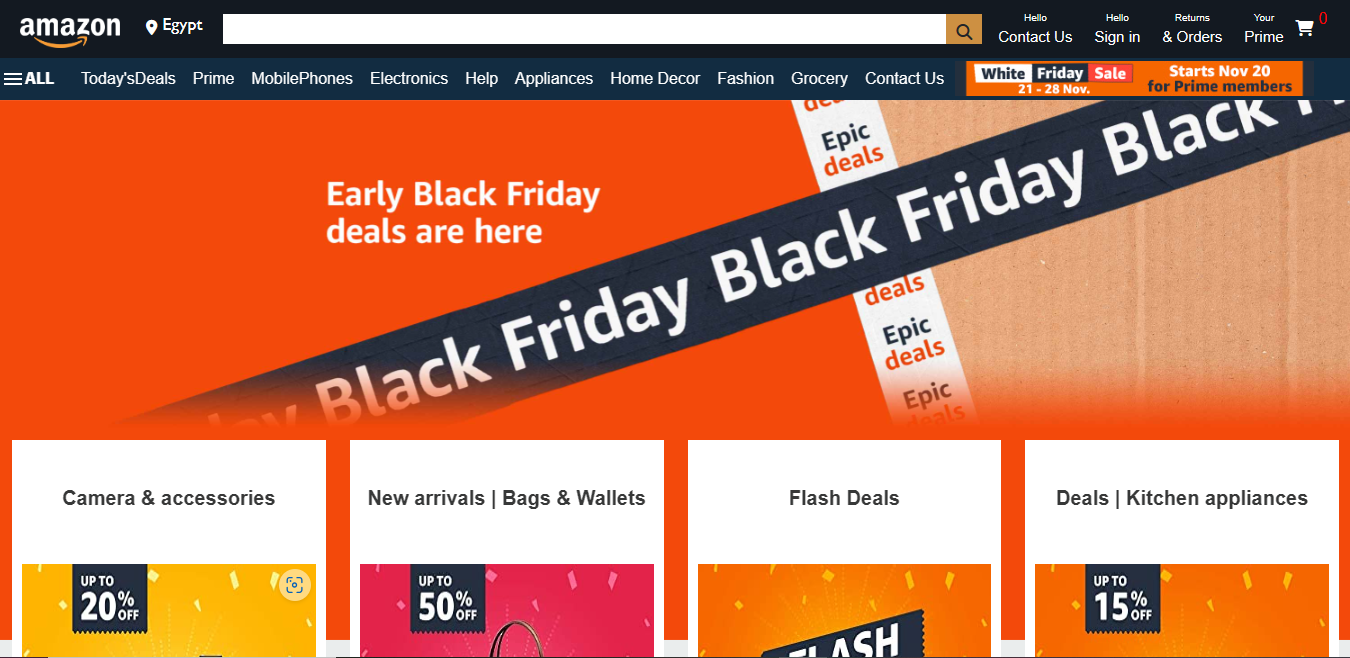 amazon
Egypt
Hello
Contact Us
Hello
Sign in
Returns
& Orders
Your
Prime
0
ALL
Today'sDeals
Prime
MobilePhones
Electronics
Help
Appliances
Home Decor
Fashion
Grocery
Contact Us
White Friday Sale
21 - 28 Nov.
Starts Nov 20
for Prime members
Early Black Friday
deals are here
deals
Epic
deals
Black Friday Black Friday Black
deals
Epic
deals
Epic
deals
Camera & accessories
New arrivals | Bags & Wallets
Flash Deals
Deals | Kitchen appliances
UP TO
20% OFF
UP TO
50% OFF
FLASH
UP TO
15% OFF